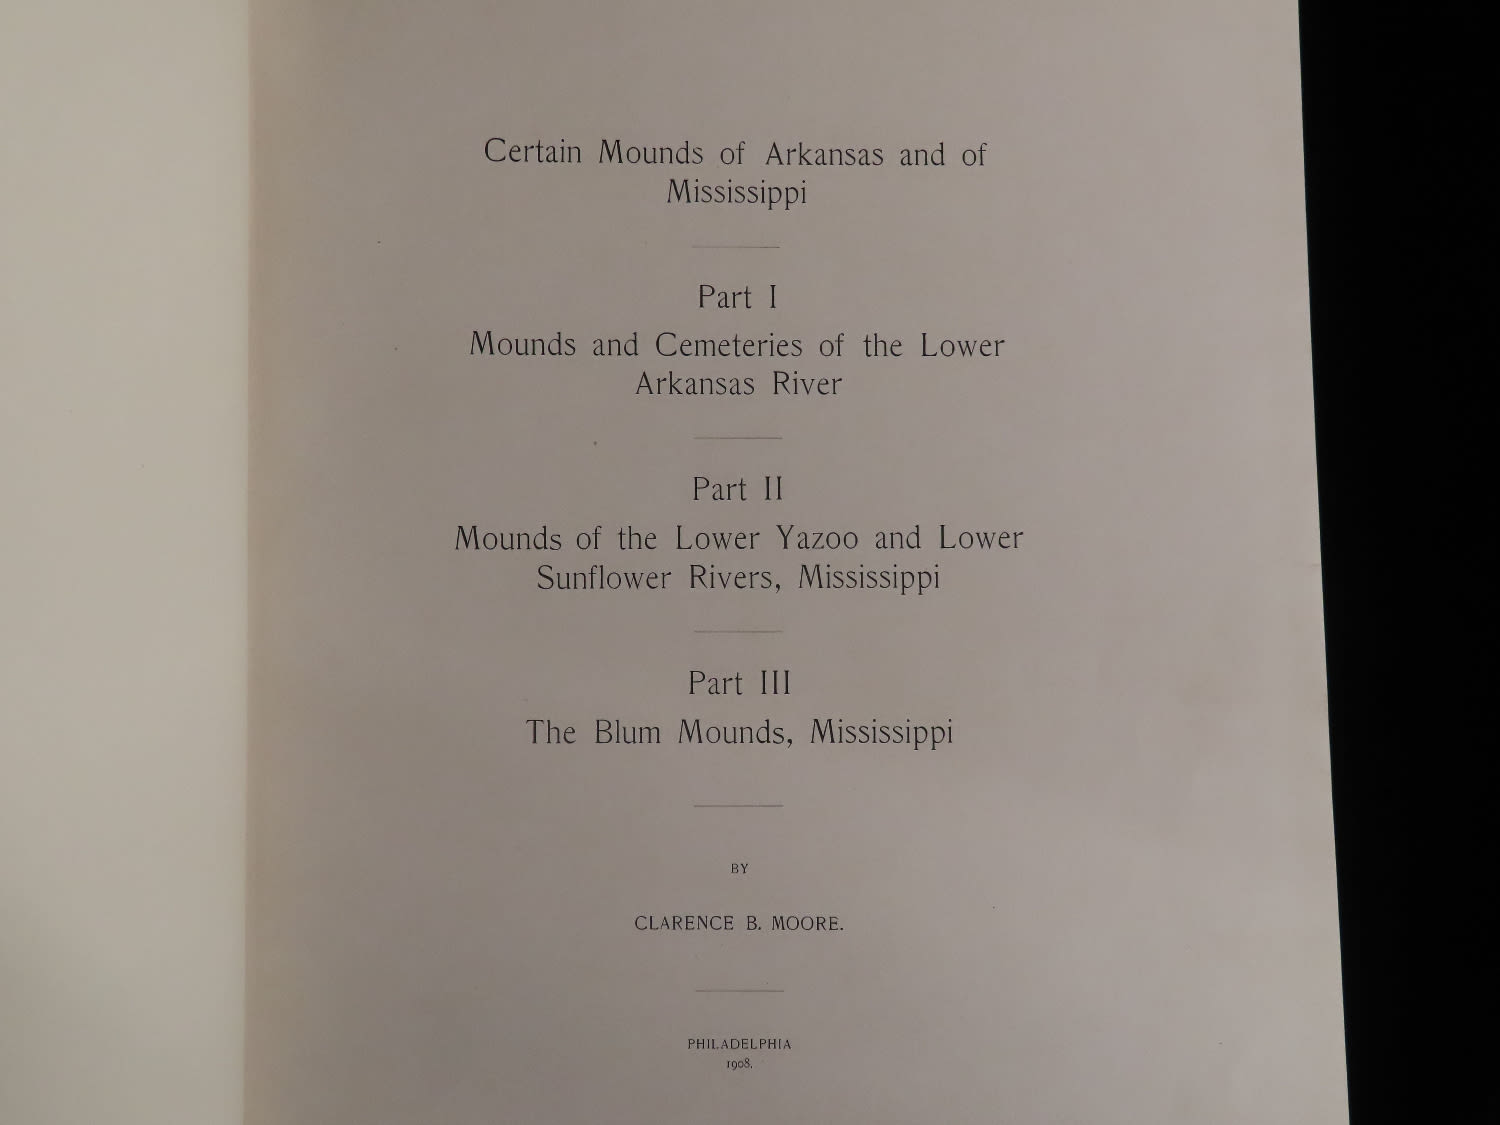 Certain Mounds of Arkansas and of
Mississippi
Part I
Mounds and Cemeteries of the Lower
Arkansas River
Part II
Mounds of the Lower Yazoo and Lower
Sunflower Rivers, Mississippi
Part III
The Blum Mounds, Mississippi
BY
CLARENCE B. MOORE.
PHILADELPHIA
1908.